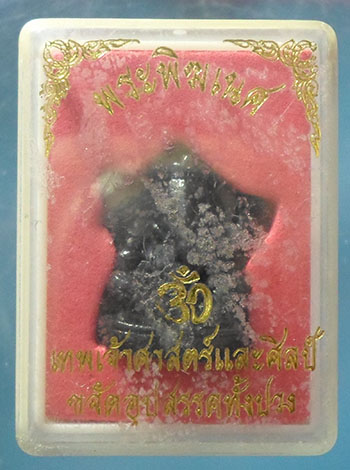 พระพิฆเนศ
ॐ
เทพเจ้าศาสตร์และศิลป์
ขจัดอุปสรรคทั้งปวง